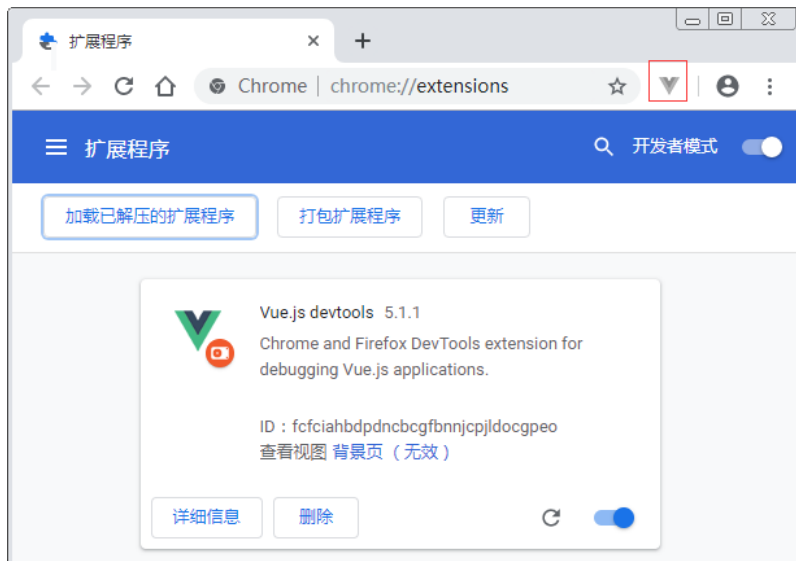 扩展程序
Chrome | chrome://extensions
扩展程序 开发者模式
加载已解压的扩展程序 打包扩展程序 更新
Vue.js devtools 5.1.1
Chrome and Firefox DevTools extension for
debugging Vue.js applications.
ID：fcfciahbdpdncbcgfbnnjcpjldocgpeo
查看视图 背景页（无效）
详细信息 删除